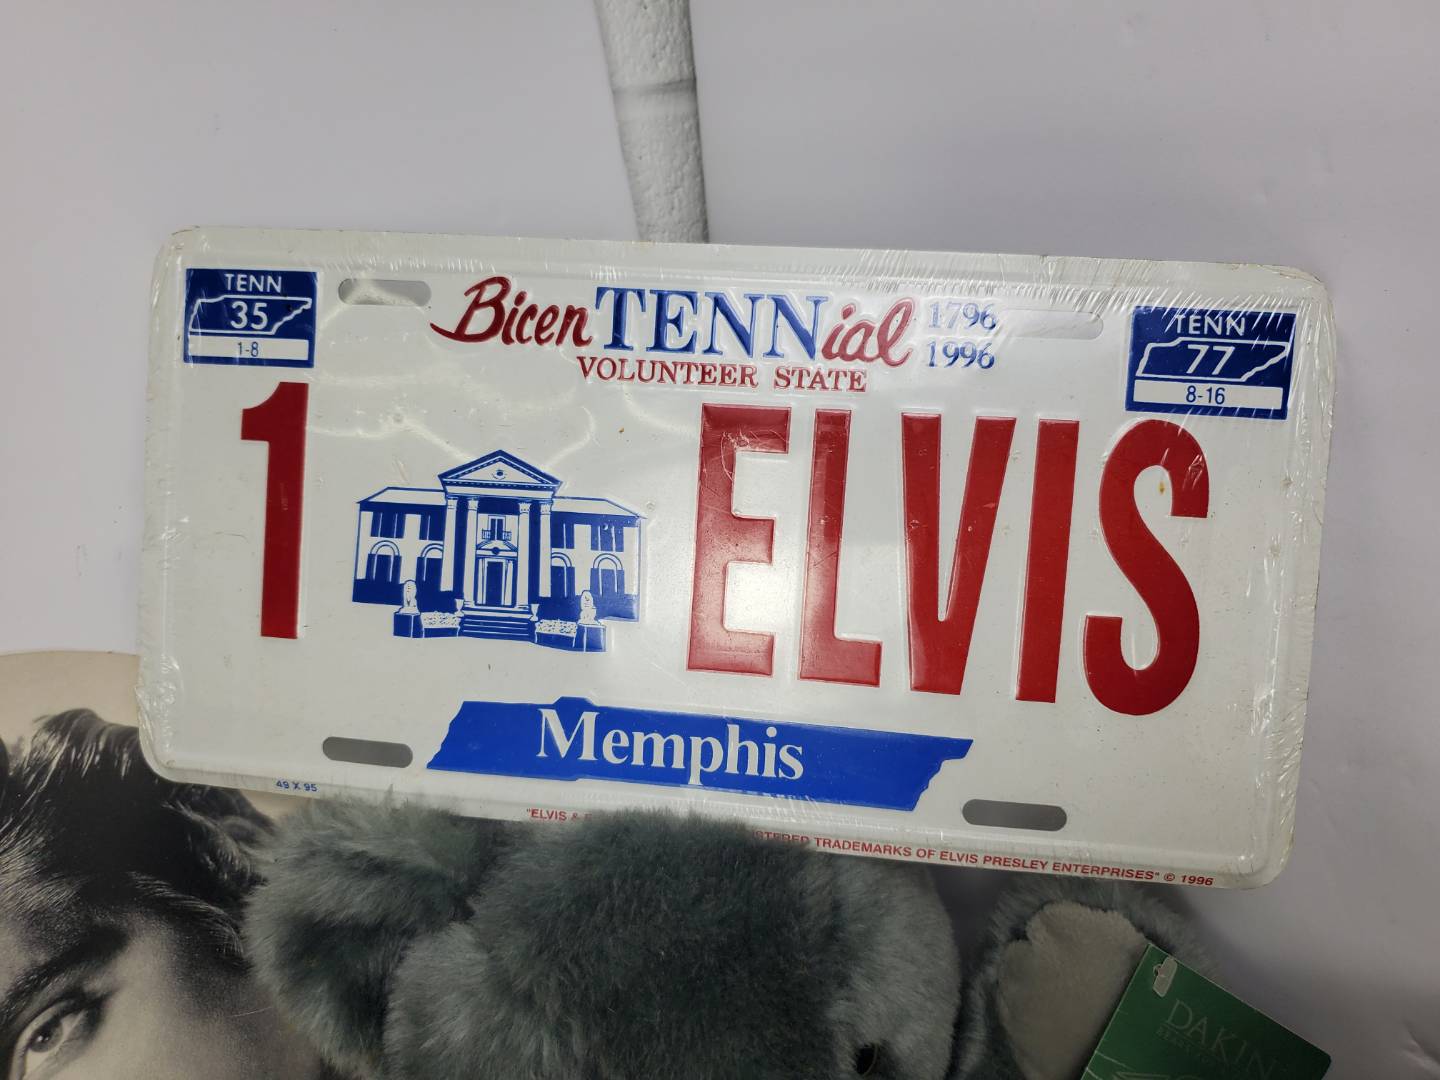 TENN
35
1-8
BicenTENNial 1796
1996
VOLUNTEER STATE
TENN
77
8-16
1 ELVIS
Memphis
49 X 95
"ELVIS & TRADEMARKS OF ELVIS PRESLEY ENTERPRISES" © 1996
DAKIN